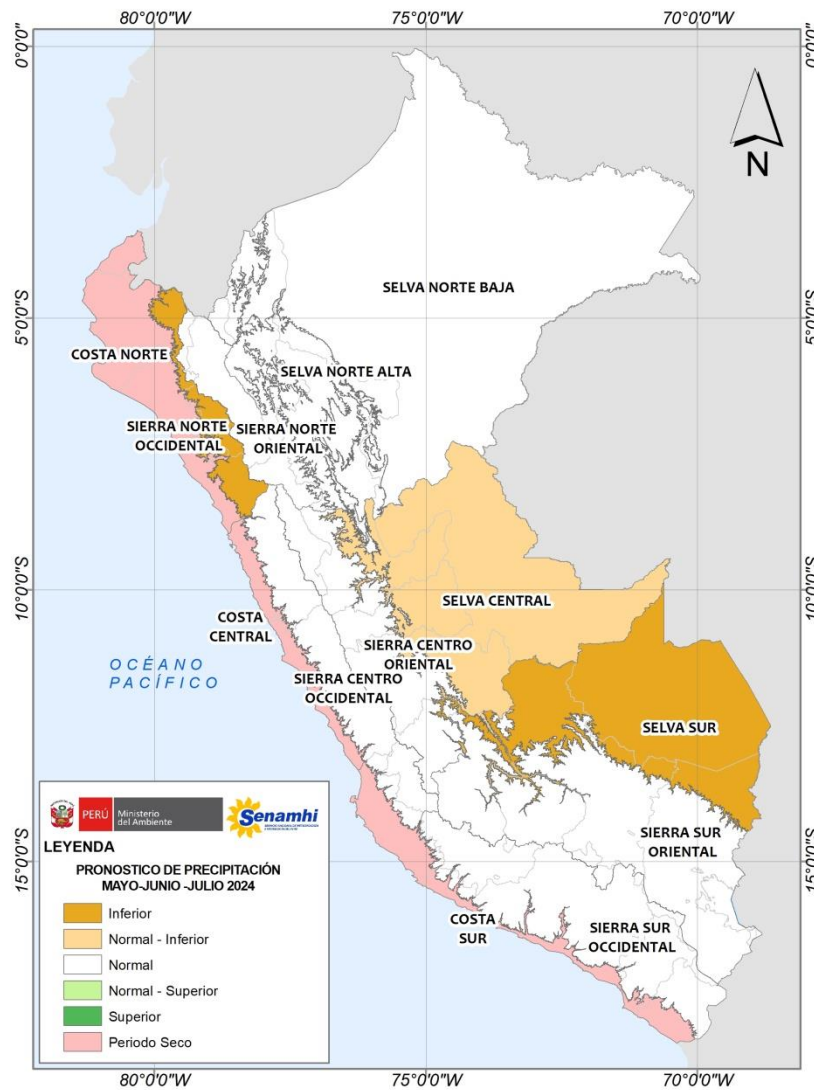 80°0'0"W 75°0'0"W 70°0'0"W
0°0'0" 0°0'0"
N
SELVA NORTE BAJA
5°0'0"S 5°0'0"S
COSTA NORTE
SELVA NORTE ALTA
SIERRA NORTE
OCCIDENTAL
SIERRA NORTE
ORIENTAL
10°0'0"S 10°0'0"S
SELVA CENTRAL
COSTA
CENTRAL
SIERRA CENTRO
ORIENTAL
OCÉANO
PACÍFICO
SIERRA CENTRO
OCCIDENTAL
SELVA SUR
SIERRA SUR
ORIENTAL
15°0'0"S 15°0'0"S
COSTA
SUR
SIERRA SUR
OCCIDENTAL
PERÚ
Ministerio
del Ambiente
Senamhi
LEYENDA
PRONOSTICO DE PRECIPITACIÓN
MAYO-JUNIO -JULIO 2024
Inferior
Normal - Inferior
Normal
Normal - Superior
Superior
Periodo Seco
80°0'0"W 75°0'0"W 70°0'0"W